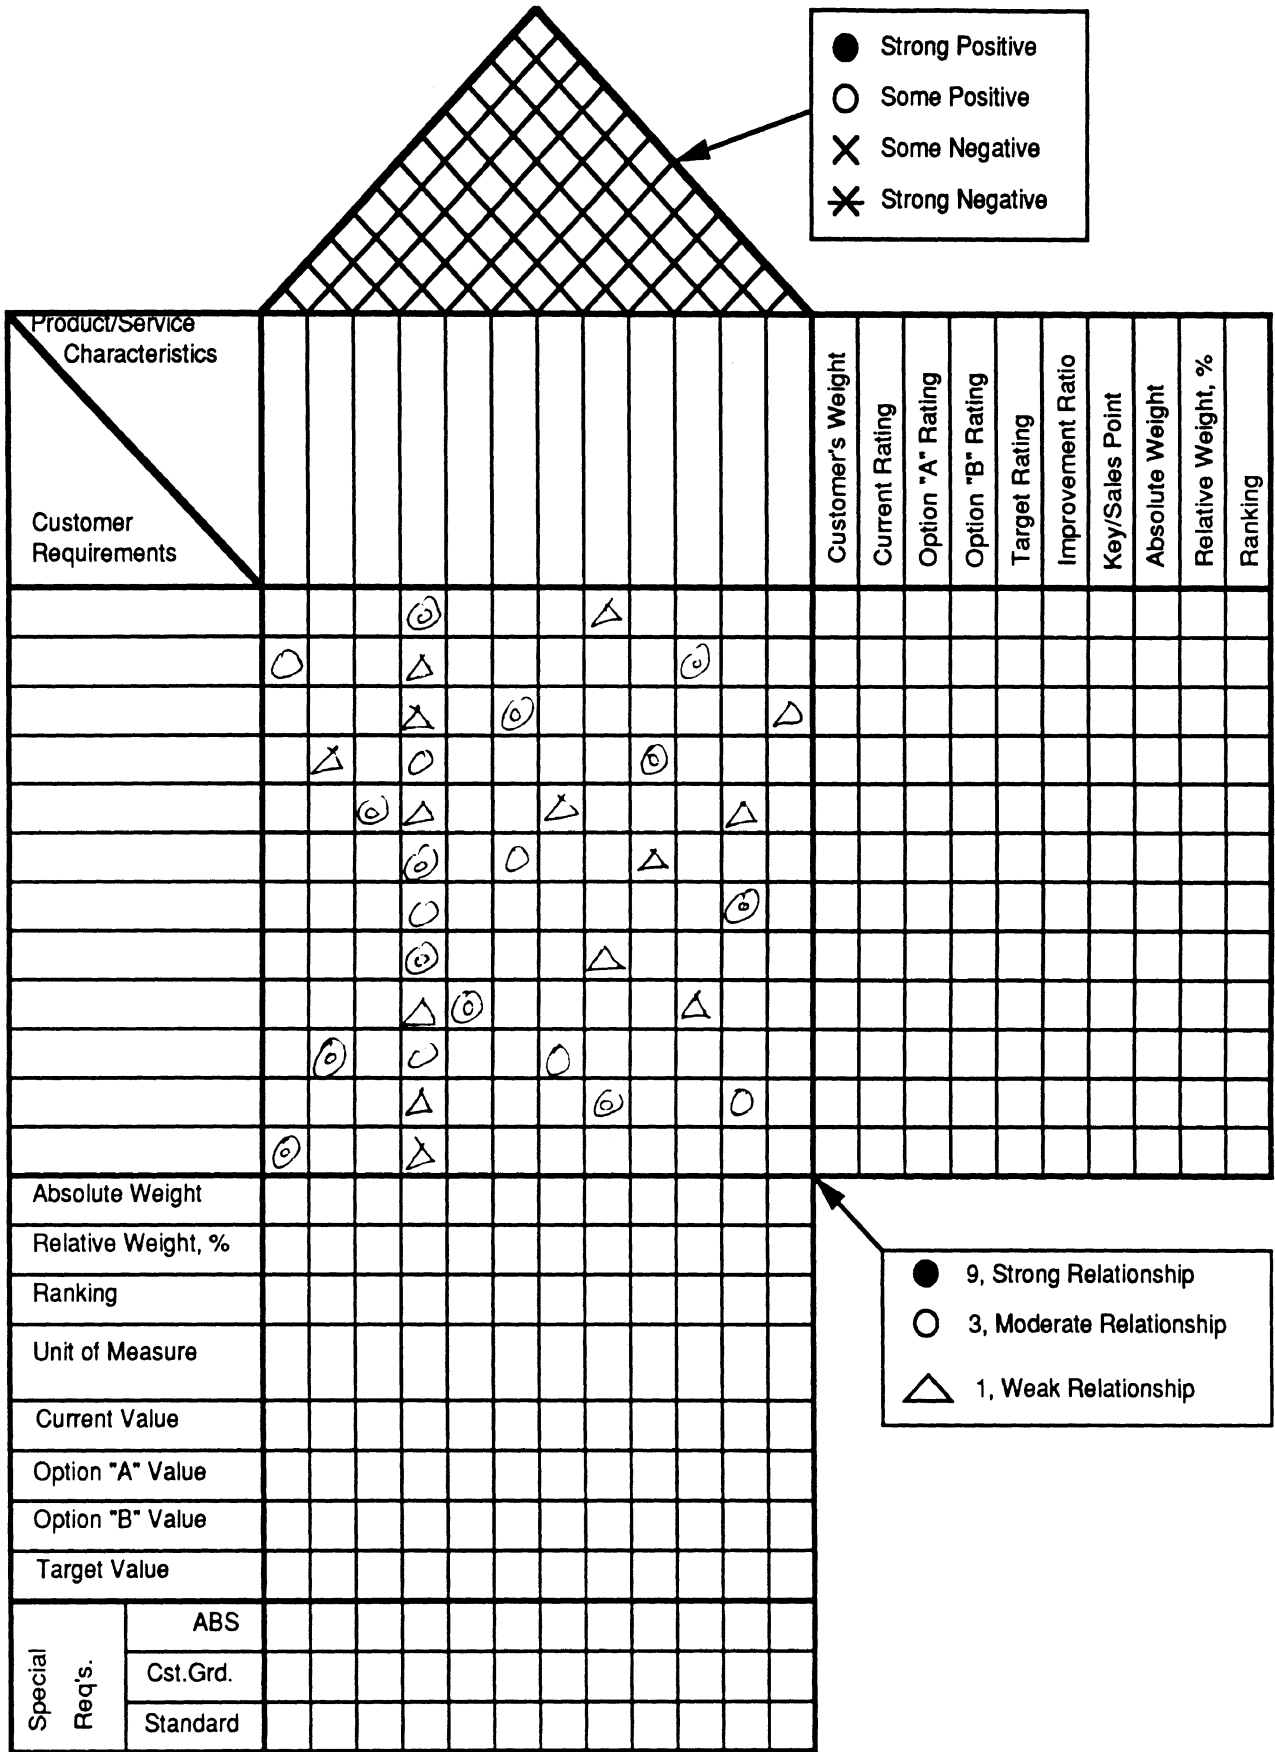 Strong Positive
Some Positive
Some Negative
Strong Negative
Product/Service
Characteristics
Customer
Requirements
Customer's Weight
Current Rating
Option "A" Rating
Option "B" Rating
Target Rating
Improvement Ratio
Key/Sales Point
Absolute Weight
Relative Weight, %
Ranking
Absolute Weight
Relative Weight, %
Ranking
Unit of Measure
Current Value
Option "A" Value
Option "B" Value
Target Value
Special
Req's.
ABS
Cst.Grd.
Standard
9, Strong Relationship
3, Moderate Relationship
1, Weak Relationship